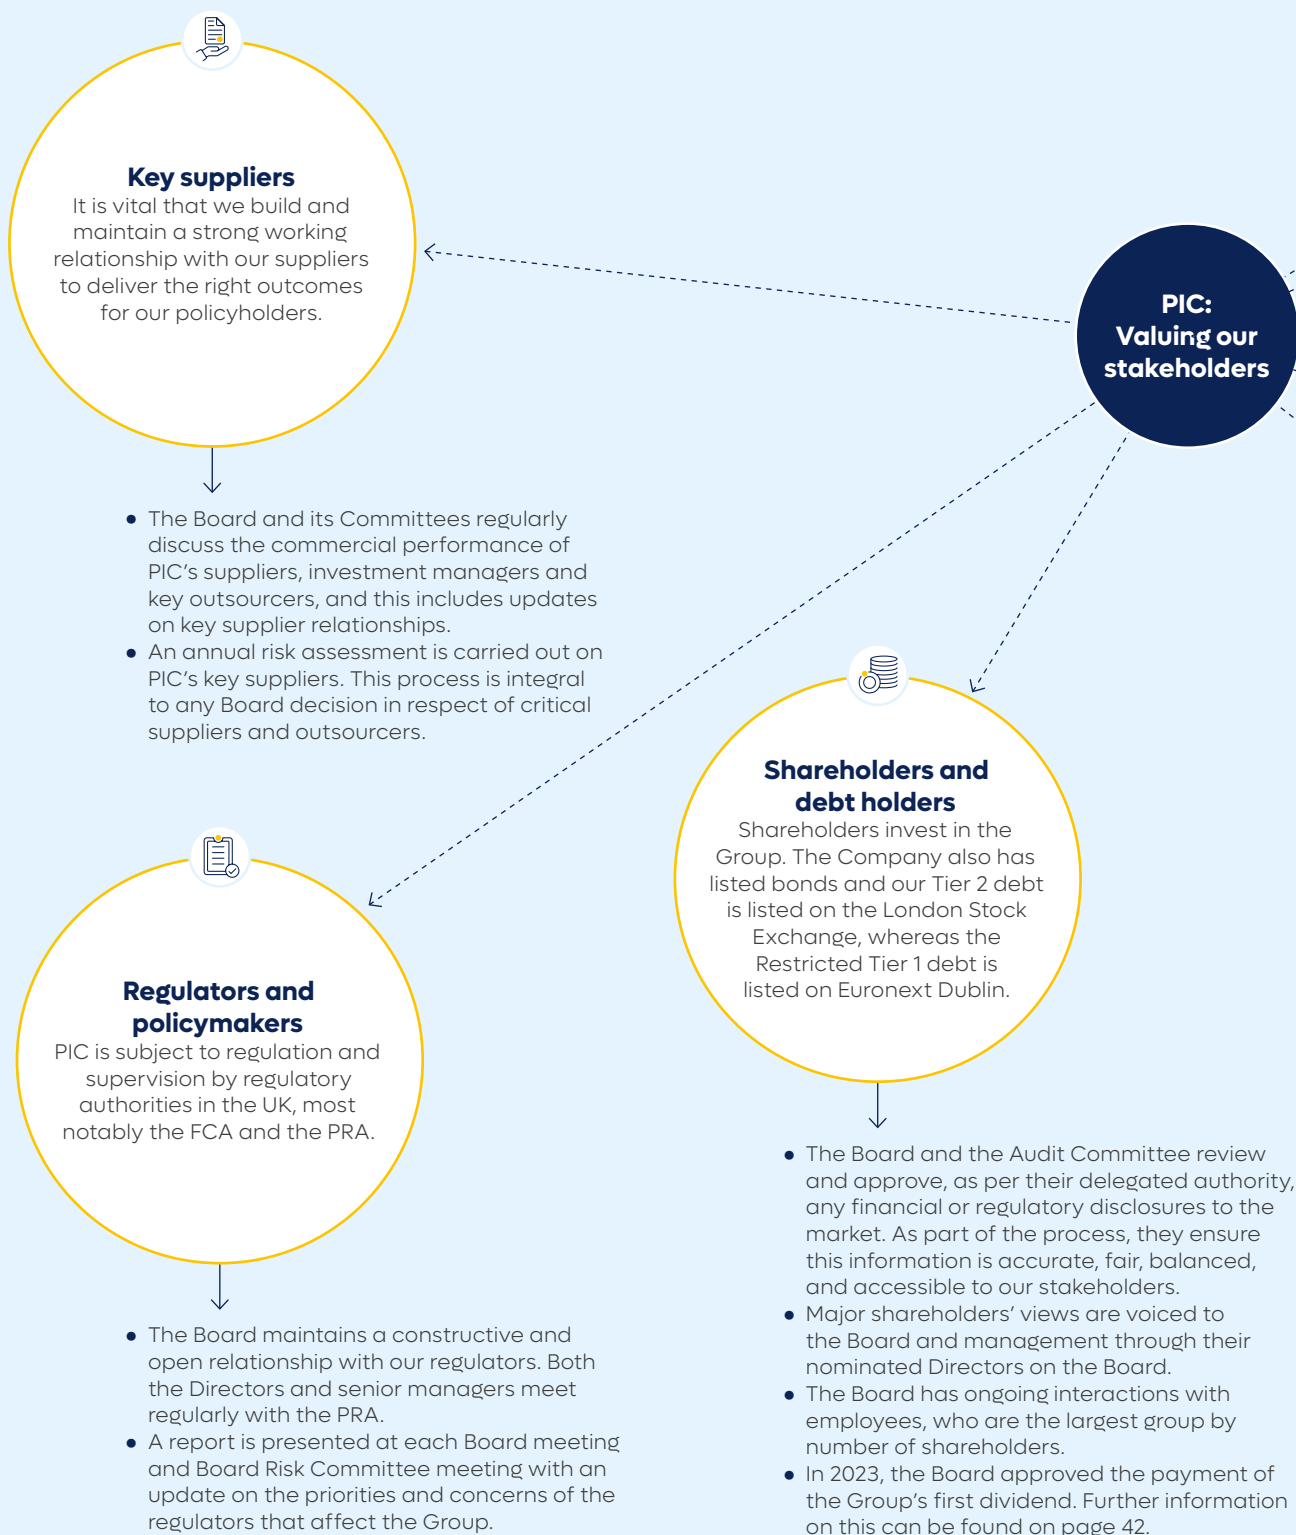 Key suppliers
It is vital that we build and
maintain a strong working
relationship with our suppliers
to deliver the right outcomes
for our policyholders.
PIC:
Valuing our
stakeholders
● The Board and its Committees regularly
discuss the commercial performance of
PIC’s suppliers, investment managers and
key outsourcers, and this includes updates
on key supplier relationships.
● An annual risk assessment is carried out on
PIC’s key suppliers. This process is integral
to any Board decision in respect of critical
suppliers and outsourcers.
Shareholders and
debt holders
Shareholders invest in the
Group. The Company also has
listed bonds and our Tier 2 debt
is listed on the London Stock
Exchange, whereas the
Restricted Tier 1 debt is
listed on Euronext Dublin.
Regulators and
policymakers
PIC is subject to regulation and
supervision by regulatory
authorities in the UK, most
notably the FCA and the PRA.
● The Board and the Audit Committee review
and approve, as per their delegated authority,
any financial or regulatory disclosures to the
market. As part of the process, they ensure
this information is accurate, fair, balanced,
and accessible to our stakeholders.
● Major shareholders’ views are voiced to
the Board and management through their
nominated Directors on the Board.
● The Board has ongoing interactions with
employees, who are the largest group by
number of shareholders.
● In 2023, the Board approved the payment of
the Group’s first dividend. Further information
on this can be found on page 42.
● The Board maintains a constructive and
open relationship with our regulators. Both
the Directors and senior managers meet
regularly with the PRA.
● A report is presented at each Board meeting
and Board Risk Committee meeting with an
update on the priorities and concerns of the
regulators that affect the Group.